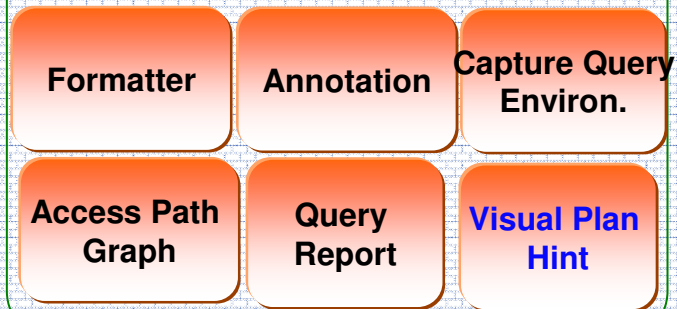 Formatter
Annotation
Capture Query
Environ.
Access Path
Graph
Query
Report
Visual Plan
Hint